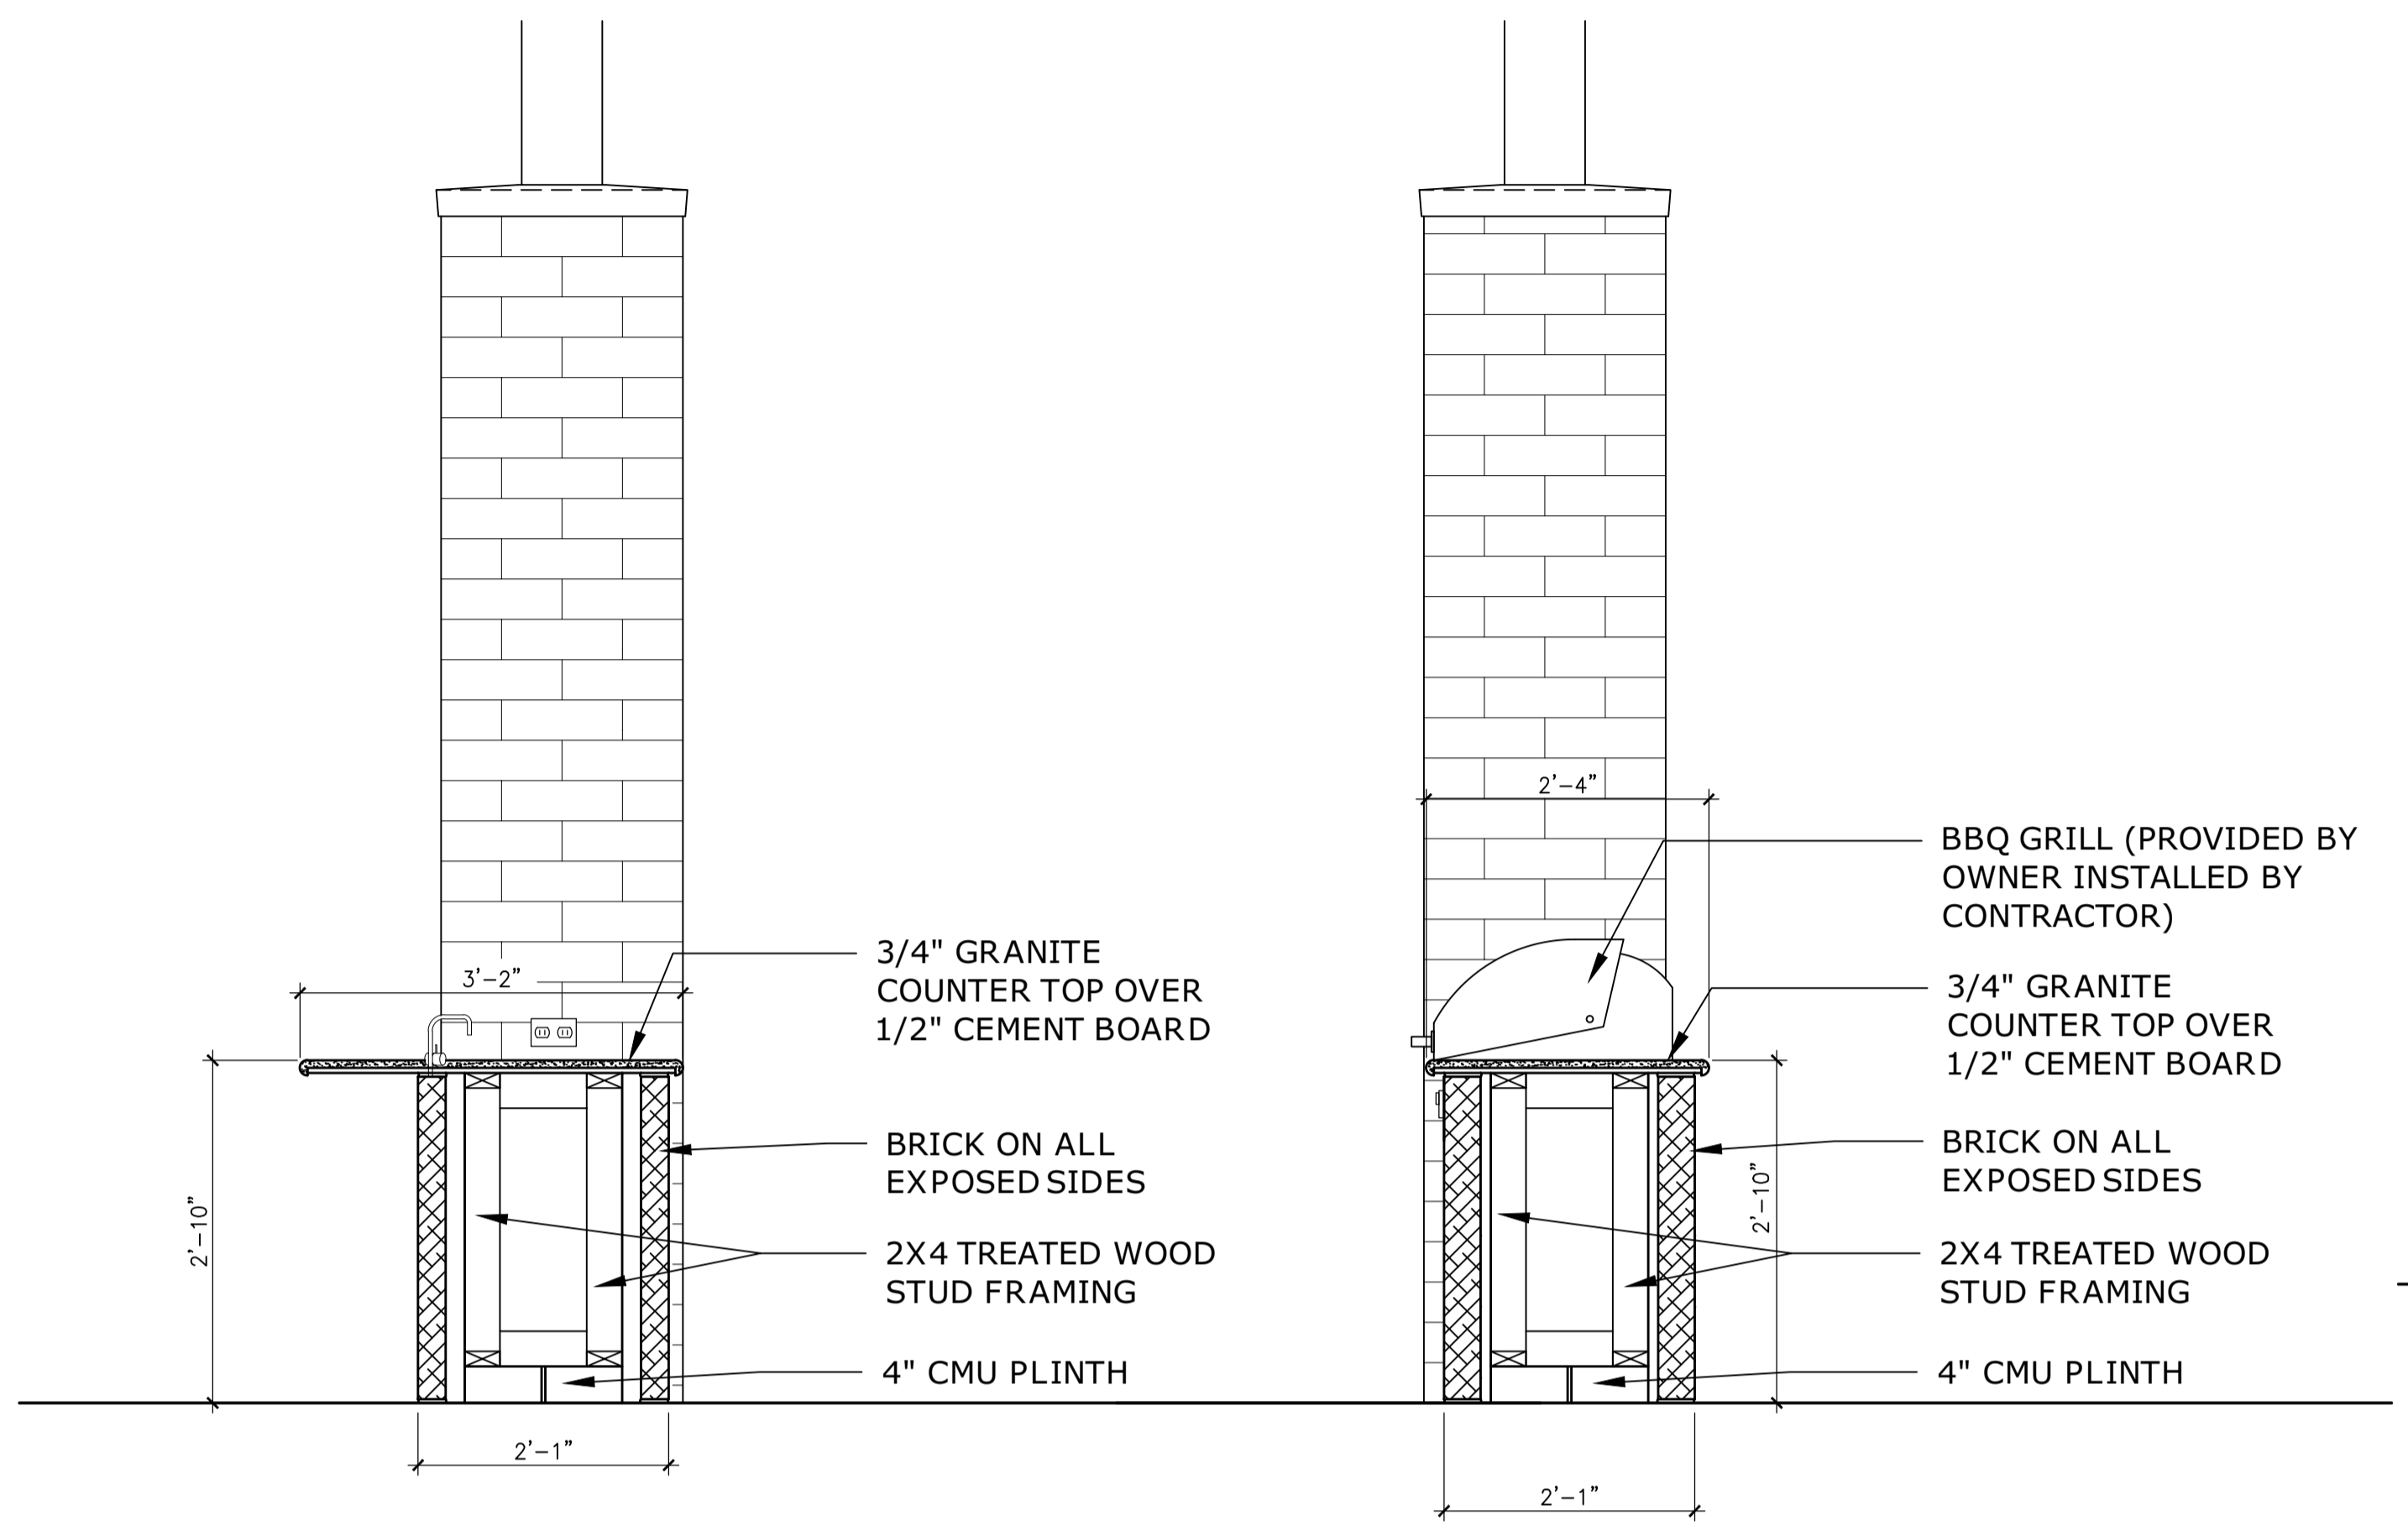 3/4" GRANITE
COUNTER TOP OVER
1/2" CEMENT BOARD
3'-2"
BRICK ON ALL
EXPOSED SIDES
2'-10"
2X4 TREATED WOOD
STUD FRAMING
4" CMU PLINTH
2'-1"
2'-4"
BBQ GRILL (PROVIDED BY
OWNER INSTALLED BY
CONTRACTOR)
3/4" GRANITE
COUNTER TOP OVER
1/2" CEMENT BOARD
BRICK ON ALL
EXPOSED SIDES
2'-10"
2X4 TREATED WOOD
STUD FRAMING
4" CMU PLINTH
2'-1"